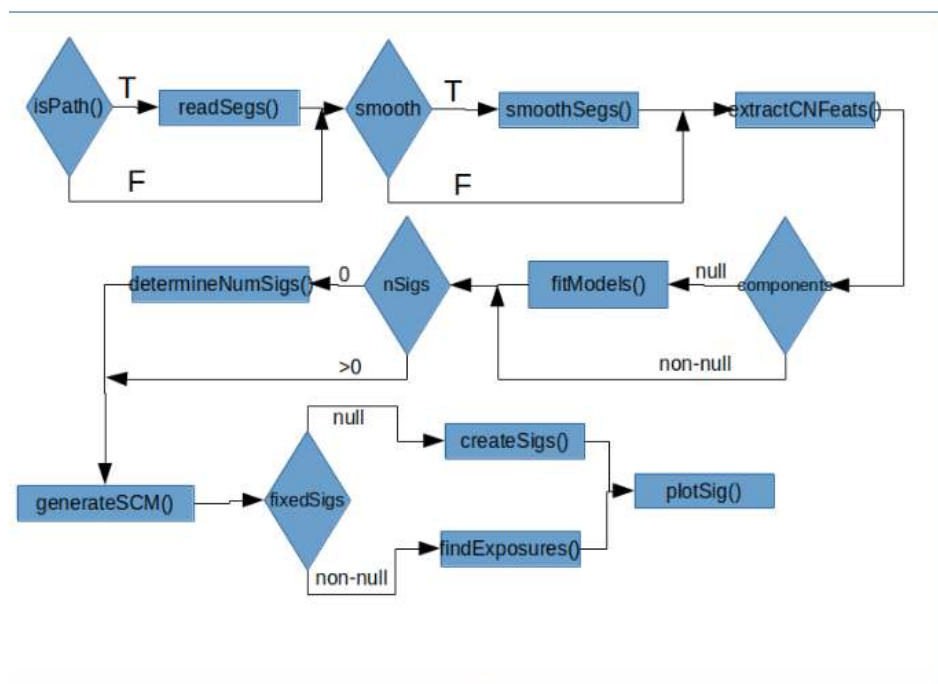 isPath()
T
readSegs()
smooth
T
smoothSegs()
extractCNFeats()
F
F
determineNumSigs()
0
nSigs
fitModels()
null
components
>0
non-null
null
createSigs()
generateSCM()
fixedSigs
plotSig()
findExposures()
non-null